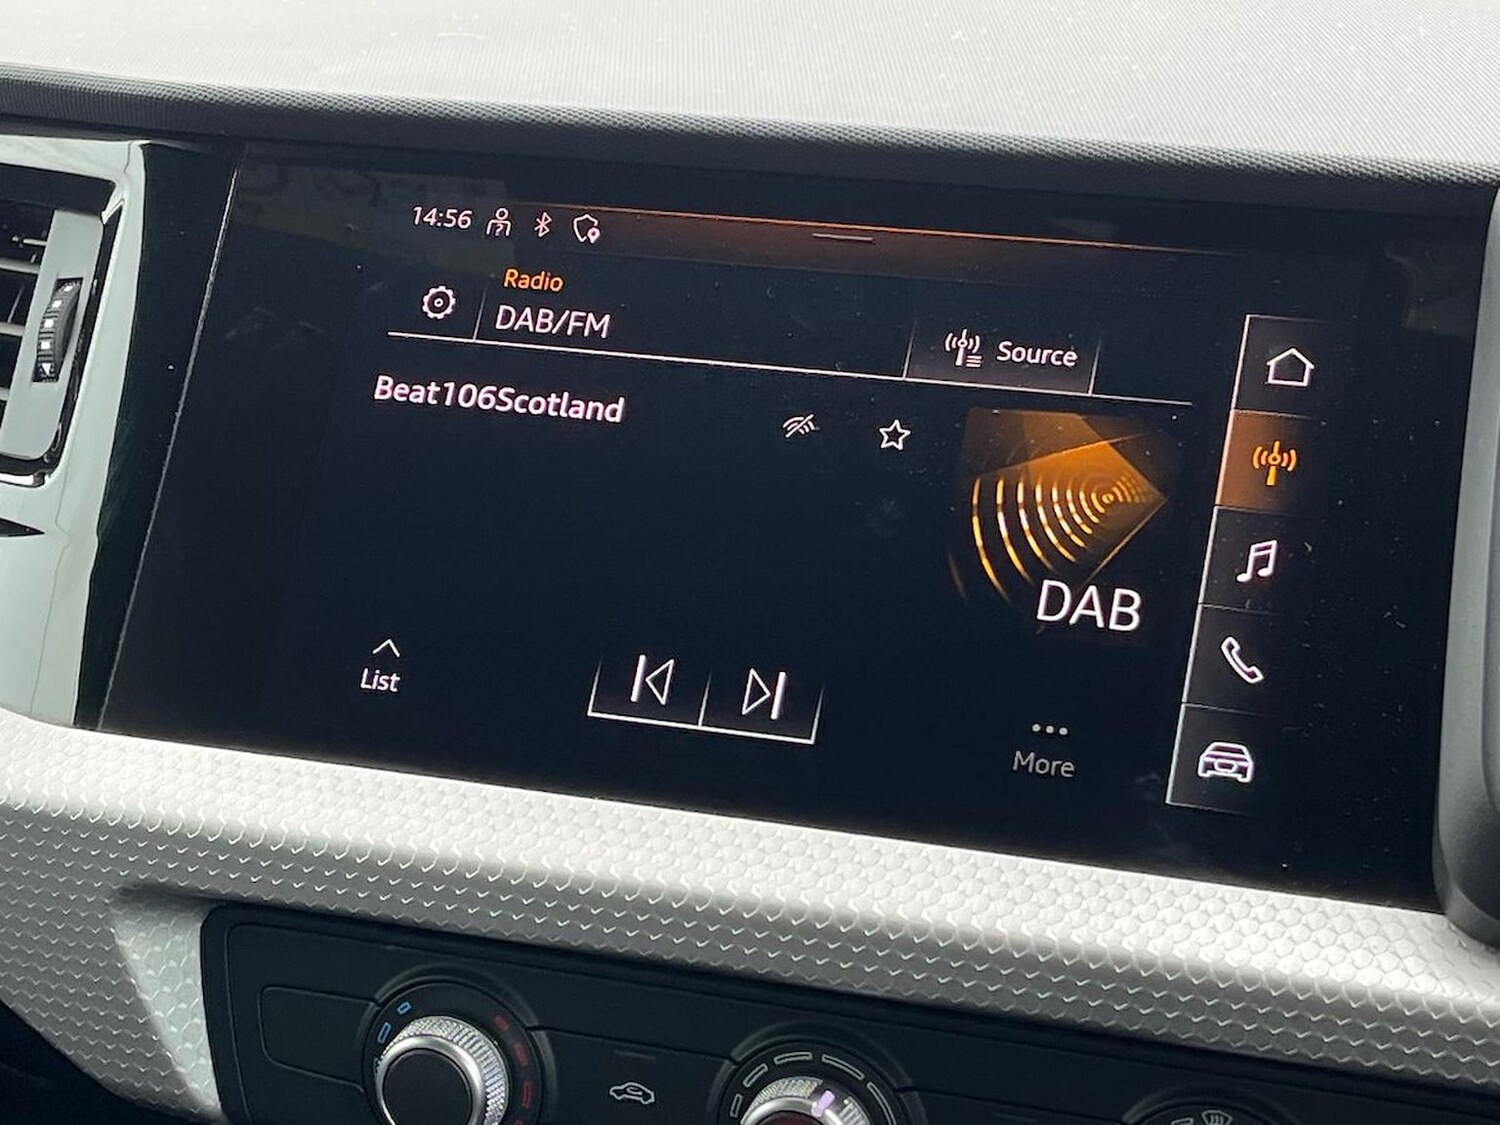 14:56
Radio
DAB/FM
Source
Beat106Scotland
DAB
List
More